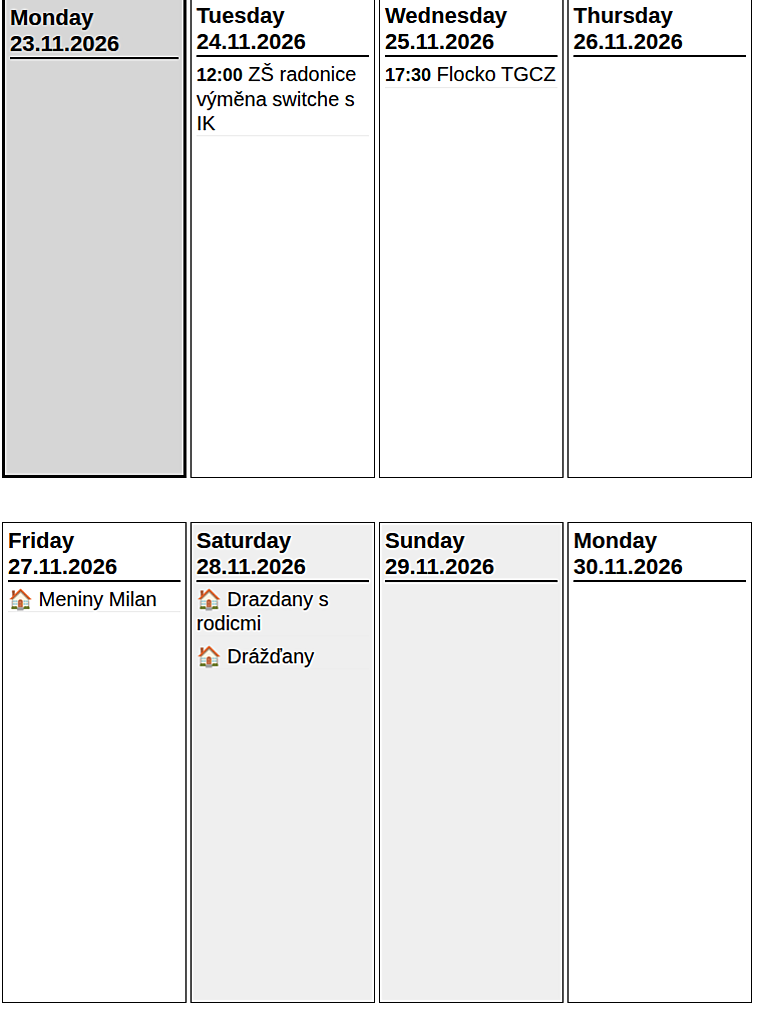 Monday
23.11.2026
Tuesday
24.11.2026
12:00 ZŠ radonice
výměna switche s
IK
Wednesday
25.11.2026
17:30 Flocko TGCZ
Thursday
26.11.2026
Friday
27.11.2026
🏠 Meniny Milan
Saturday
28.11.2026
🏠 Drazdany s
rodicmi
🏠 Drážďany
Sunday
29.11.2026
Monday
30.11.2026